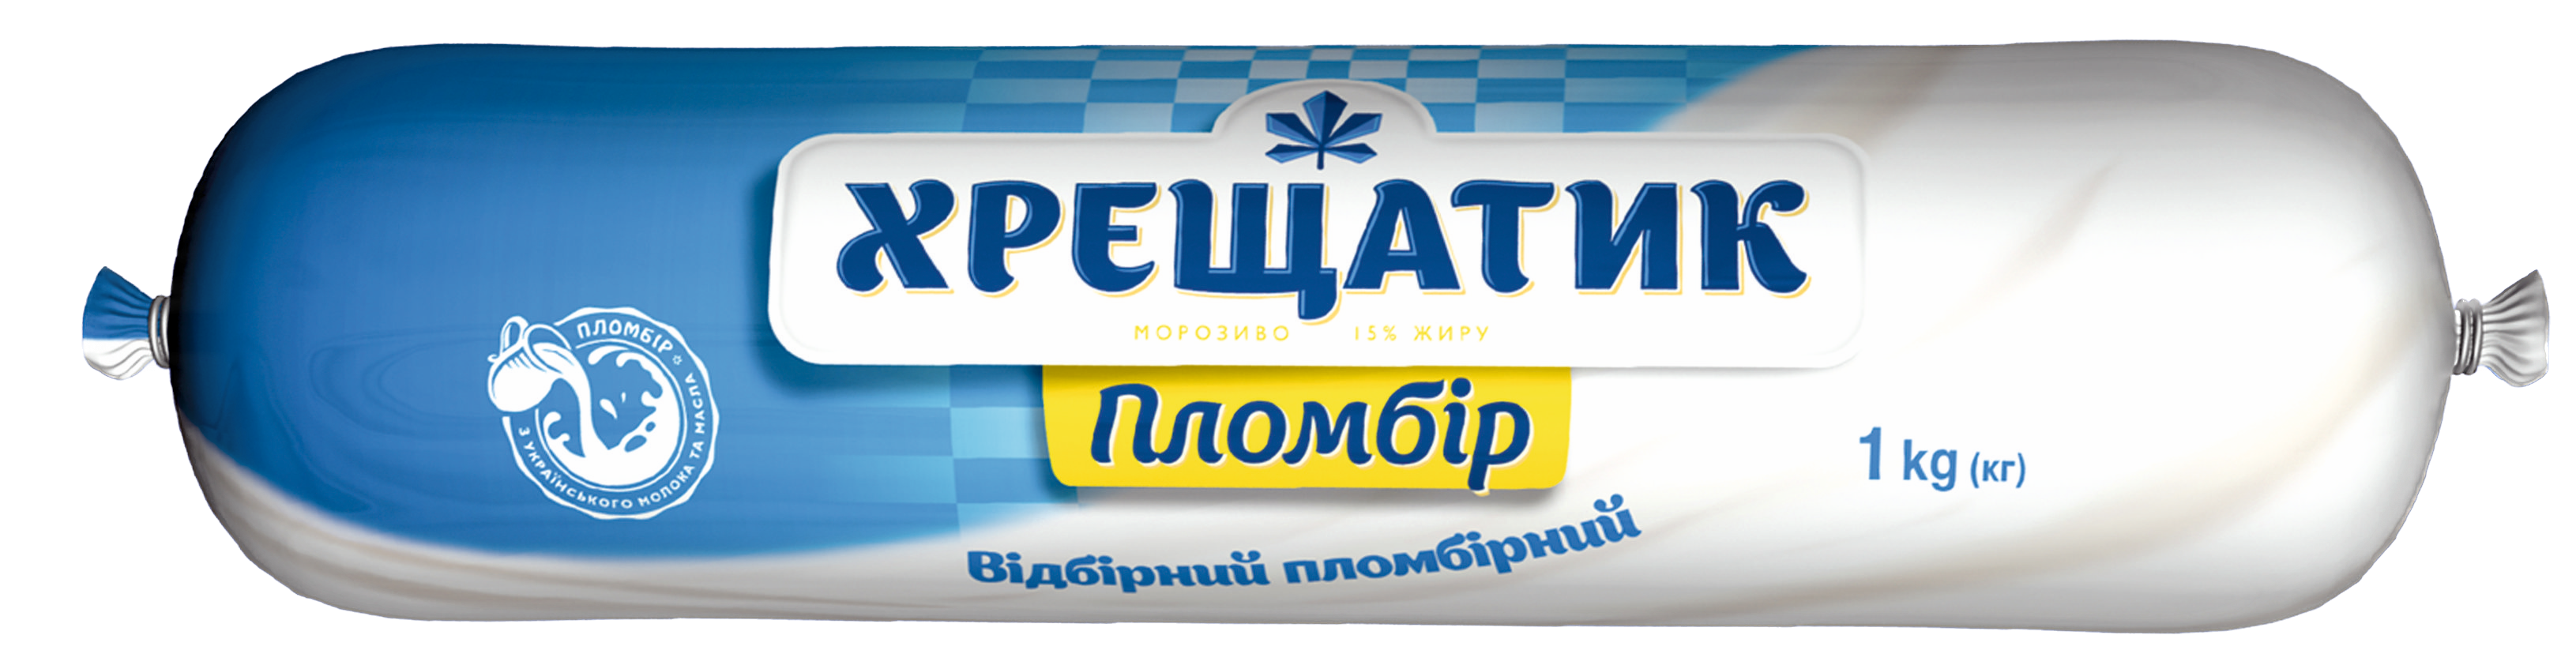 ХРЕЩАТИК
МОРОЗИВО 15% ЖИРУ
Пломбір
Відбірний пломбірний
1 kg (кг)
ПЛОМБІР
З УКРАЇНСЬКОГО МОЛОКА ТА МАСЛА